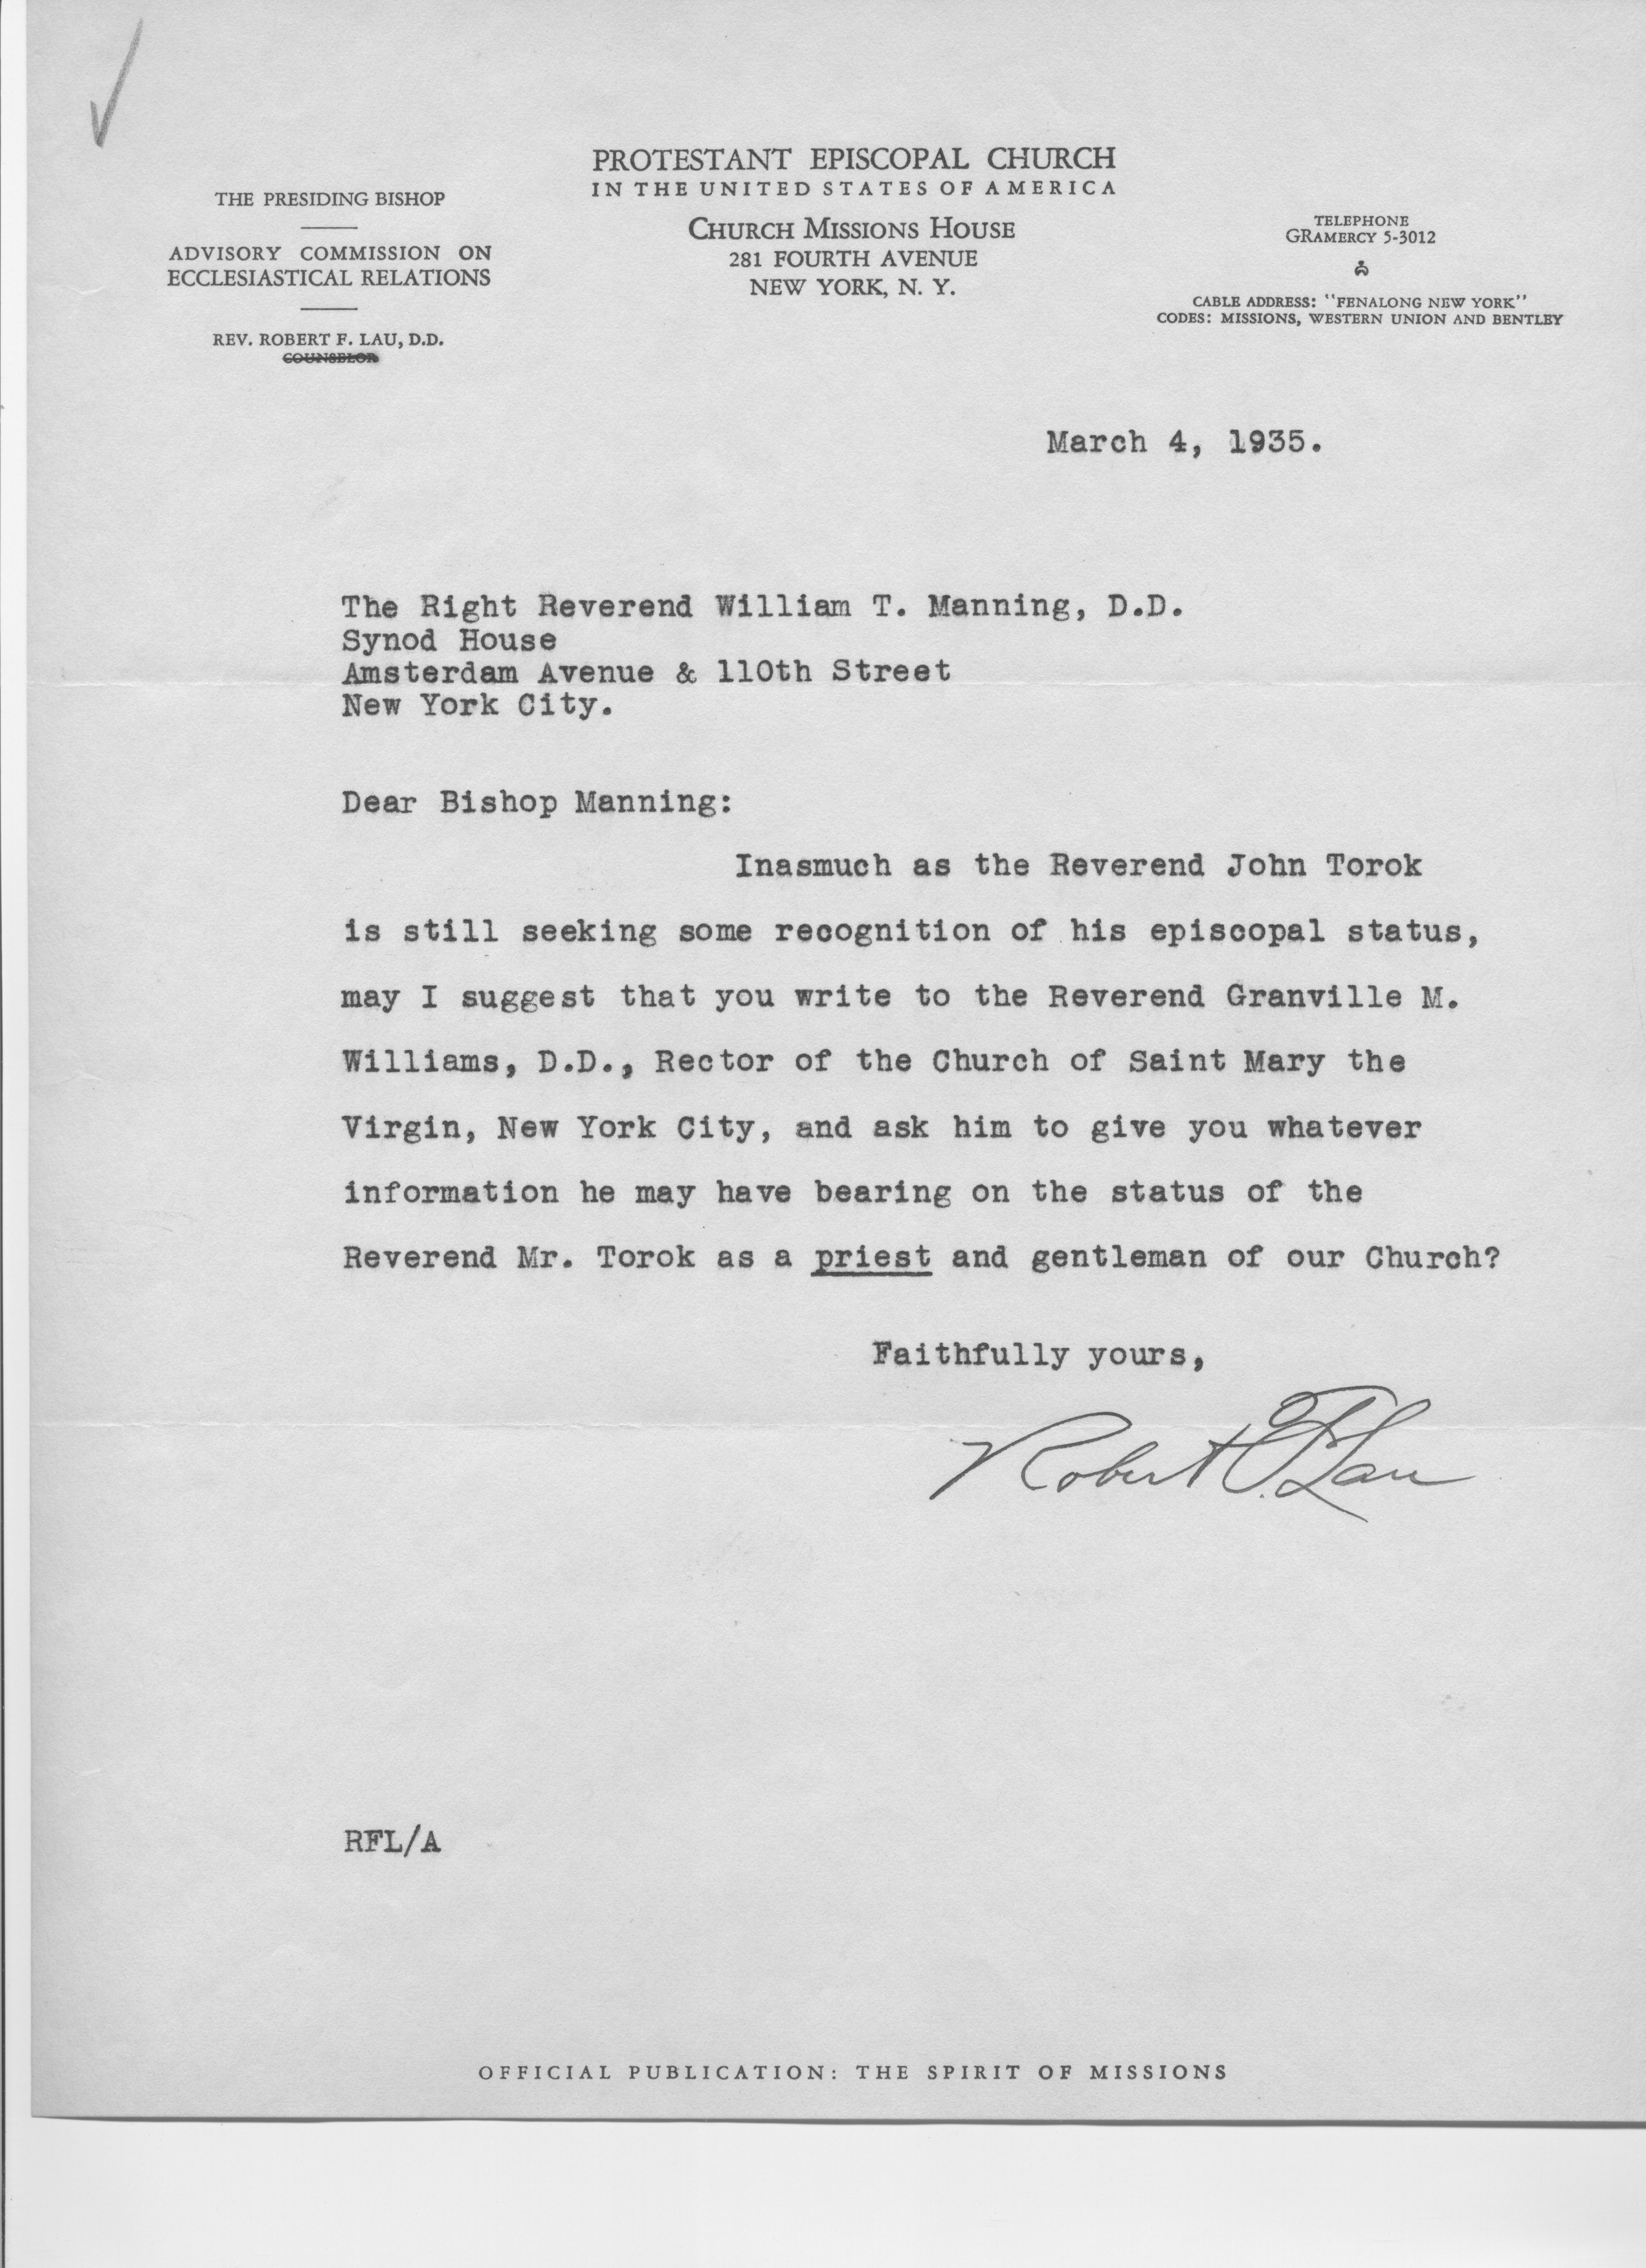 PROTESTANT EPISCOPAL CHURCH
IN THE UNITED STATES OF AMERICA
CHURCH MISSIONS HOUSE
281 FOURTH AVENUE
NEW YORK, N. Y.
THE PRESIDING BISHOP
ADVISORY COMMISSION ON
ECCLESIASTICAL RELATIONS
REV. ROBERT F. LAU, D.D.
COUNSELOR
TELEPHONE
GRAMERCY 5-3012
CABLE ADDRESS: "FENALONG NEW YORK"
CODES: MISSIONS, WESTERN UNION AND BENTLEY
March 4, 1935.
The Right Reverend William T. Manning, D.D.
Synod House
Amsterdam Avenue & 110th Street
New York City.
Dear Bishop Manning:
Inasmuch as the Reverend John Torok
is still seeking some recognition of his episcopal status,
may I suggest that you write to the Reverend Granville M.
Williams, D.D., Rector of the Church of Saint Mary the
Virgin, New York City, and ask him to give you whatever
information he may have bearing on the status of the
Reverend Mr. Torok as a priest and gentleman of our Church?
Faithfully yours,
Robert F. Lau
RFL/A
OFFICIAL PUBLICATION: THE SPIRIT OF MISSIONS